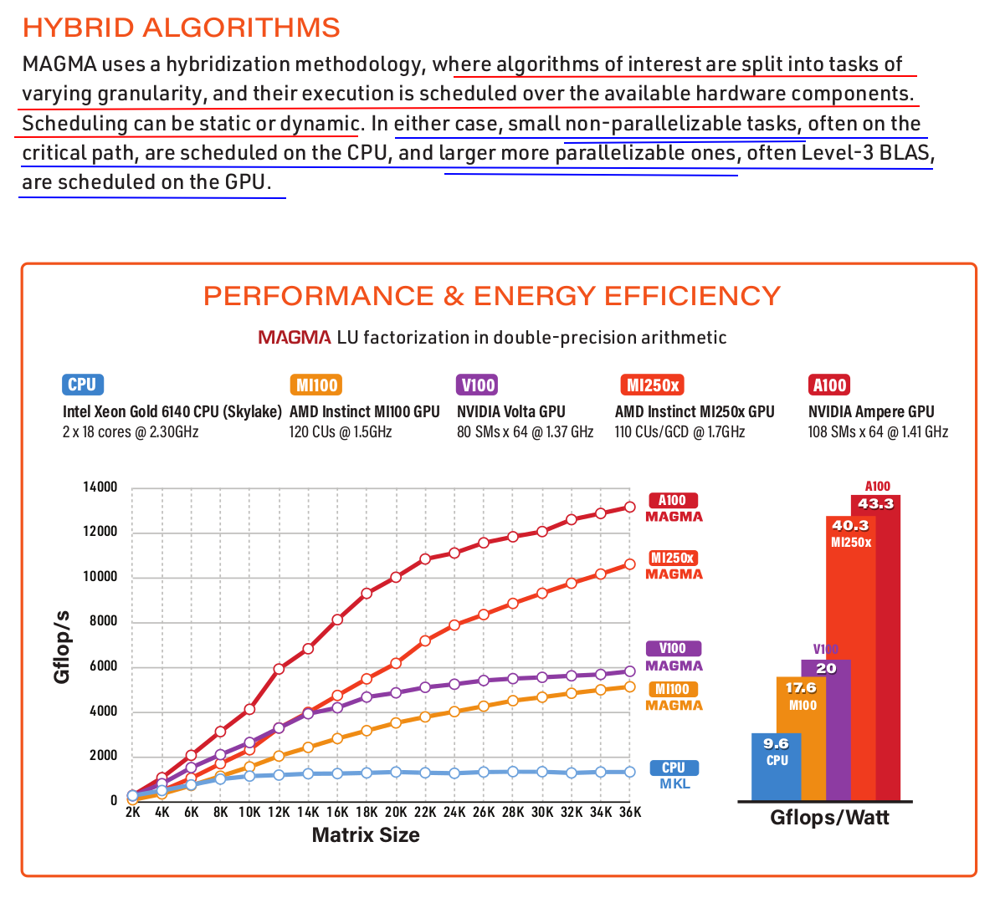 HYBRID ALGORITHMS
MAGMA uses a hybridization methodology, where algorithms of interest are split into tasks of
varying granularity, and their execution is scheduled over the available hardware components.
Scheduling can be static or dynamic. In either case, small non-parallelizable tasks, often on the
critical path, are scheduled on the CPU, and larger more parallelizable ones, often Level-3 BLAS,
are scheduled on the GPU.
PERFORMANCE & ENERGY EFFICIENCY
MAGMA LU factorization in double-precision arithmetic
CPU
Intel Xeon Gold 6140 CPU (Skylake)
2 x 18 cores @ 2.30GHz
MI100
AMD Instinct MI100 GPU
120 CUs @ 1.5GHz
V100
NVIDIA Volta GPU
80 SMs x 64 @ 1.37 GHz
MI250x
AMD Instinct MI250x GPU
110 CUs/GCD @ 1.7GHz
A100
NVIDIA Ampere GPU
108 SMs x 64 @ 1.41 GHz
Gflop/s
14000
12000
10000
8000
6000
4000
2000
0
2K 4K 6K 8K 10K 12K 14K 16K 18K 20K 22K 24K 26K 28K 30K 32K 34K 36K
Matrix Size
A100
MAGMA
MI250x
MAGMA
V100
MAGMA
MI100
MAGMA
CPU
MKL
A100
43.3
40.3
MI250x
V100
20
17.6
M100
9.6
CPU
Gflops/Watt